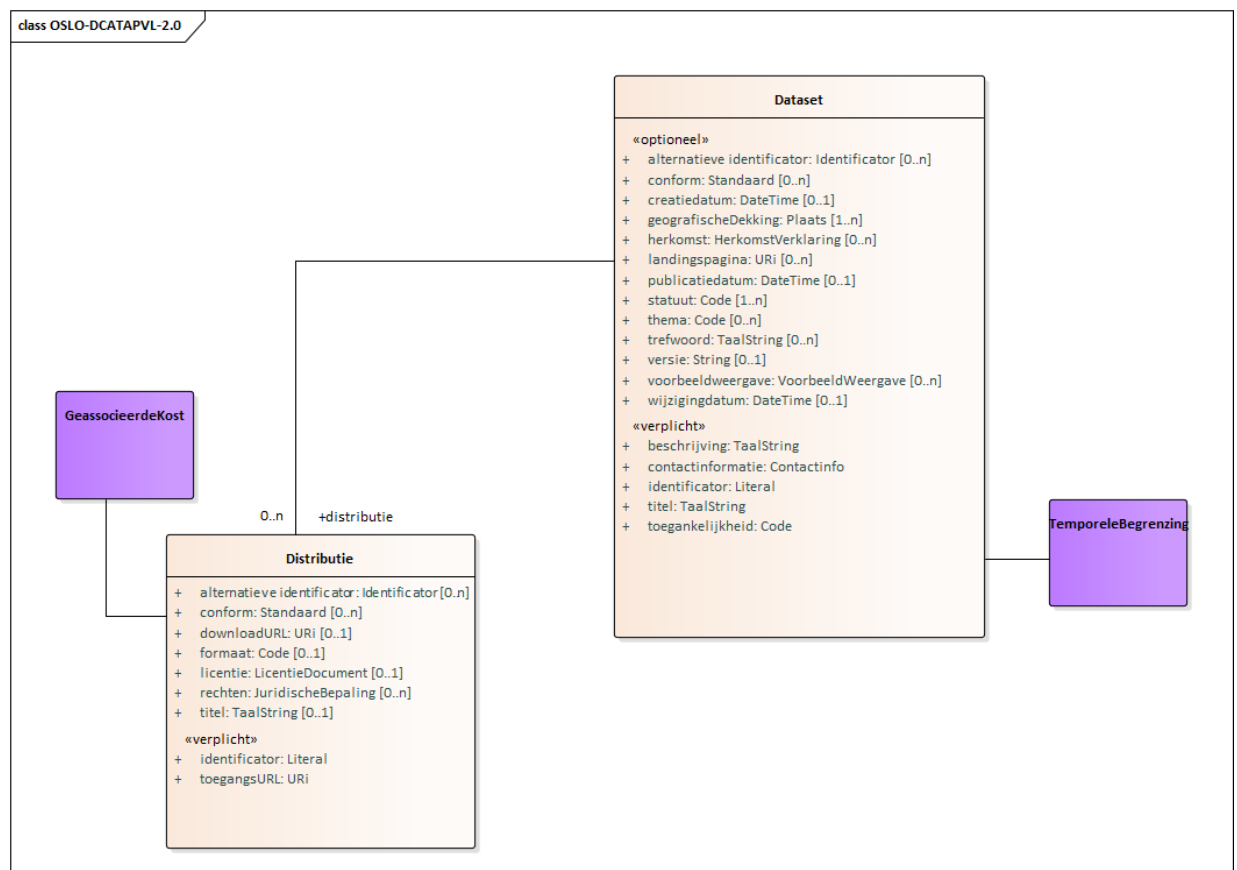 class OSLO-DCATAPVL-2.0
Dataset
«optioneel»
+ alternatieve identificator: Identificator [0..n]
+ conform: Standaard [0..n]
+ creatiedatum: DateTime [0..1]
+ geografischeDekking: Plaats [1..n]
+ herkomst: HerkomstVerklaring [0..n]
+ landingspagina: URi [0..n]
+ publicatiedatum: DateTime [0..1]
+ statuut: Code [1..n]
+ thema: Code [0..n]
+ trefwoord: TaalString [0..n]
+ versie: String [0..1]
+ voorbeeldweergave: VoorbeeldWeergave [0..n]
+ wijzigingdatum: DateTime [0..1]
«verplicht»
+ beschrijving: TaalString
+ contactinformatie: Contactinfo
+ identificator: Literal
+ titel: TaalString
+ toegankelijkheid: Code
GeassocieerdeKost
TemporeleBegrenzing
0..n +distributie
Distributie
+ alternatieve identificator: Identificator [0..n]
+ conform: Standaard [0..n]
+ downloadURL: URi [0..1]
+ formaat: Code [0..1]
+ licentie: LicentieDocument [0..1]
+ rechten: JuridischeBepaling [0..n]
+ titel: TaalString [0..1]
«verplicht»
+ identificator: Literal
+ toegangsURL: URi